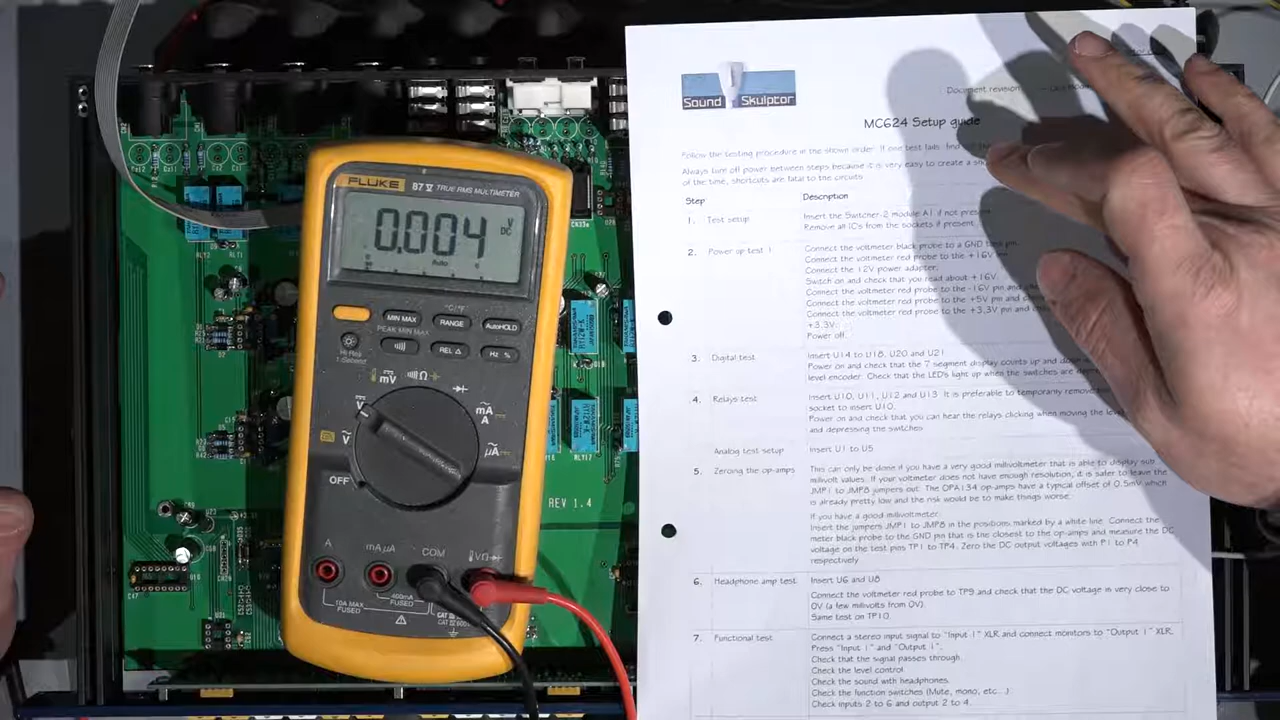 Sound Skulptor
Document revision
MC624 Setup guide
Follow the testing procedure in the shown order. If one test fails, find out the
Always turn off power between steps because it is very easy to create a
of the time, shortcuts are fatal to the circuits
Step Description
1. Test setup Insert the Switcher-2 module A1 if not present
Remove all IC's from the sockets if present
2. Power up test 1 Connect the voltmeter black probe to a GND test pin
Connect the voltmeter red probe to the +16V
Connect the 12V power adapter.
Switch on and check that you read about +16V.
Connect the voltmeter red probe to the -16V pin and
Connect the voltmeter red probe to the +5V pin and
Connect the voltmeter red probe to the +3.3V pin and
+3.3V.
Power off.
3. Digital test Insert U14 to U18, U20 and U21
Power on and check that the 7 segment display counts up and down
level encoder. Check that the LED's light up when the switches are
4. Relays test Insert U10, U11, U12 and U13. It is preferable to temporarily remove
socket to insert U10.
Power on and check that you can hear the relays clicking when moving the level
and depressing the switches
Analog test setup Insert U1 to U5
5. Zeroing the op-amps This can only be done if you have a very good millivoltmeter that is able to display sub
millivolt values. If your voltmeter does not have enough resolution, it is safer to leave the
JMP1 to JMP8 jumpers out. The OPA134 op-amps have a typical offset of 0.5mV which
is already pretty low and the risk would be to make things worse.
If you have a good millivoltmeter:
Insert the jumpers JMP1 to JMP8 in the positions marked by a white line. Connect the
meter black probe to the GND pin that is the closest to the op-amps and measure the DC
voltage on the test pins TP1 to TP4. Zero the DC output voltages with P1 to P4
respectively
6. Headphone amp test Insert U6 and U8
Connect the voltmeter red probe to TP9 and check that the DC voltage is very close to
0V (a few millivolts from 0V).
Same test on TP10.
7. Functional test Connect a stereo input signal to "Input 1" XLR and connect monitors to "Output 1" XLR.
Press "Input 1" and "Output 1".
Check that the signal passes through.
Check the level control.
Check the sound with headphones.
Check the function switches (Mute, mono, etc...)
Check inputs 2 to 6 and output 2 to 4.
FLUKE 87 V TRUE RMS MULTIMETER
0.004 V DC
Auto
MIN MAX RANGE AutoHOLD
°C/°F
PEAK MIN MAX
Hi Res
1 Second
REL Δ Hz %
mV Ω
V mA A
V µA
OFF
A mAµA COM VΩ
10A MAX FUSED 400mA FUSED
REV 1.4